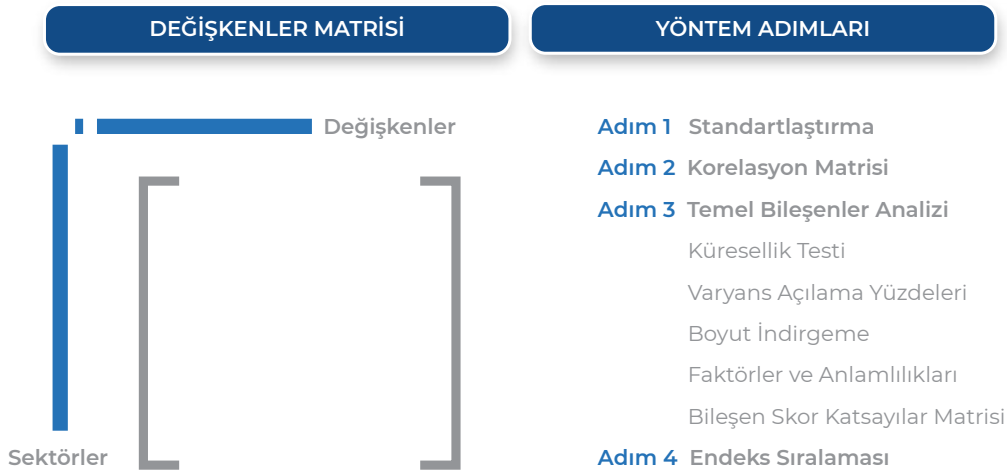 DEĞİŞKENLER MATRİSİ
YÖNTEM ADIMLARI
Değişkenler
Sektörler
Adım 1 Standartlaştırma
Adım 2 Korelasyon Matrisi
Adım 3 Temel Bileşenler Analizi
Küresellik Testi
Varyans Açılama Yüzdeleri
Boyut İndirgeme
Faktörler ve Anlamlılıkları
Bileşen Skor Katsayılar Matrisi
Adım 4 Endeks Sıralaması